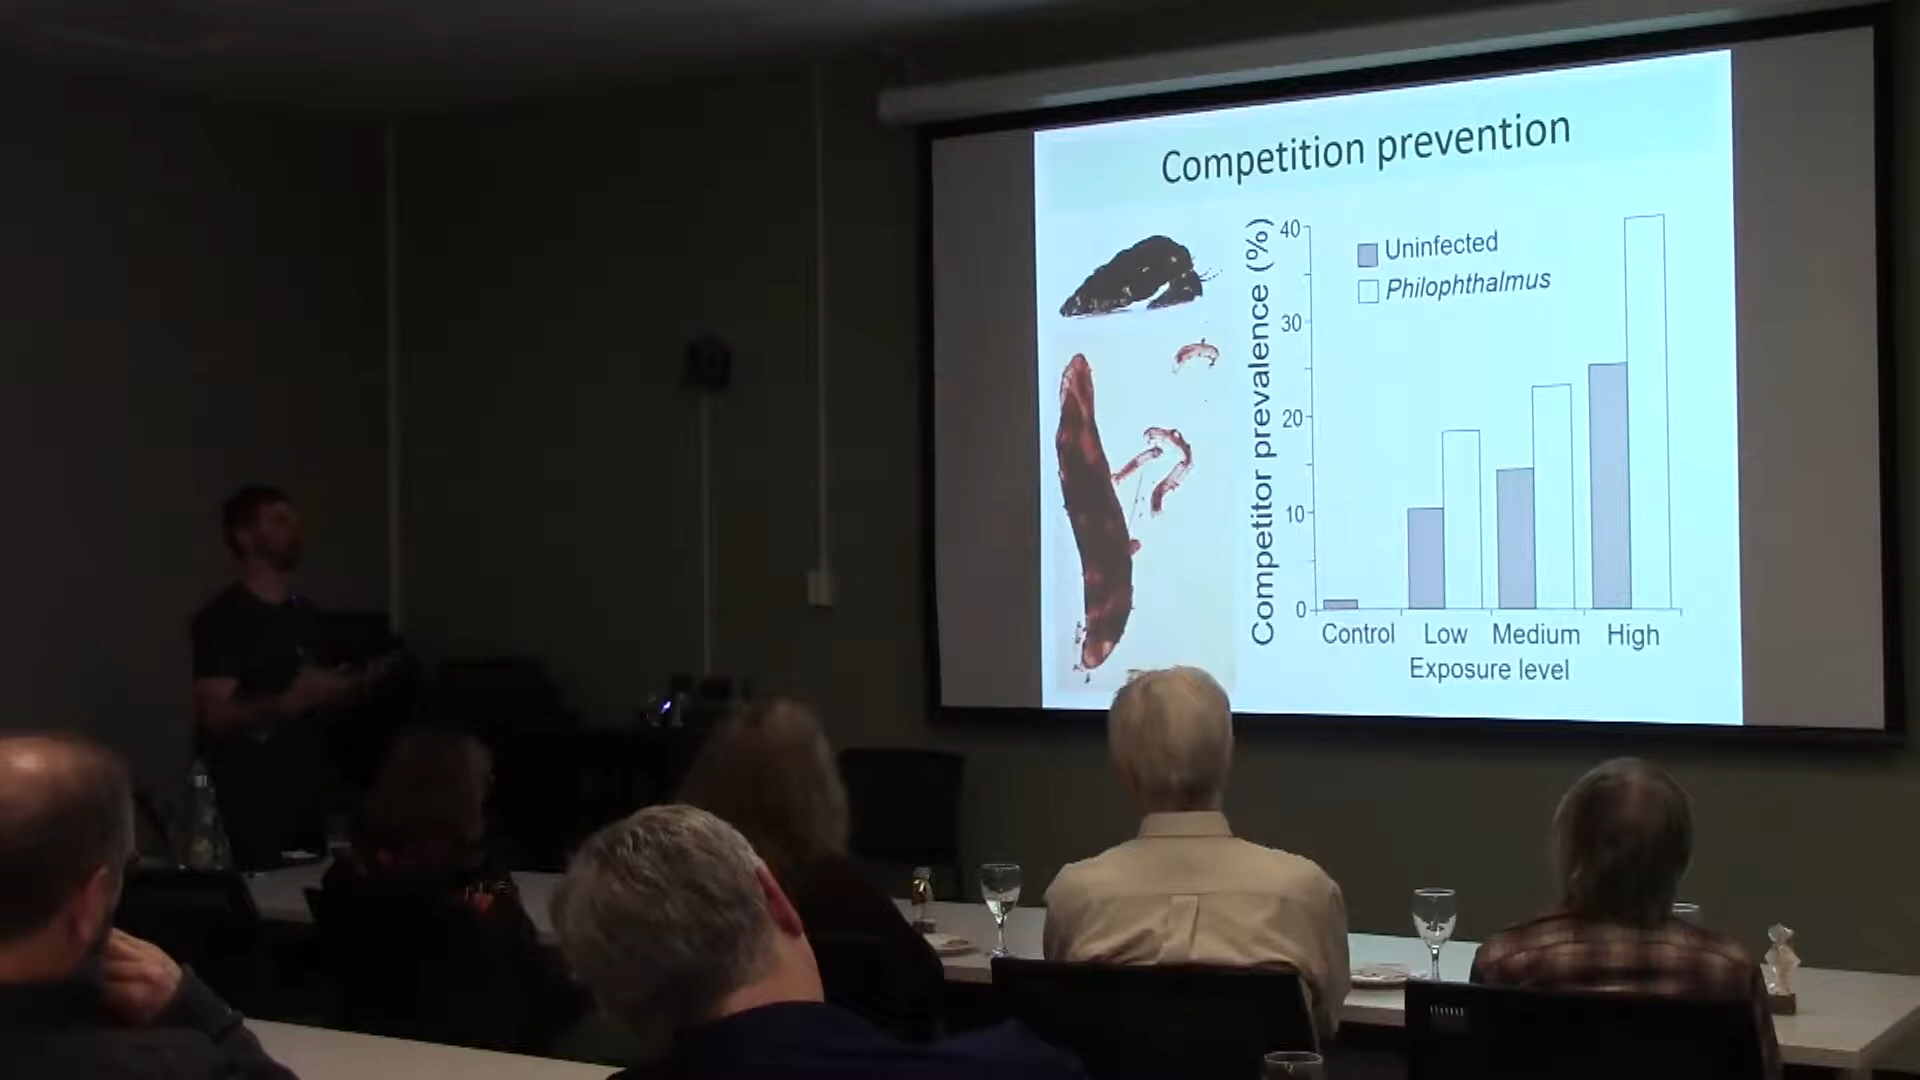 Competition prevention
Competitor prevalence (%)
40
30
20
10
0
Uninfected
Philophthalmus
Control Low Medium High
Exposure level